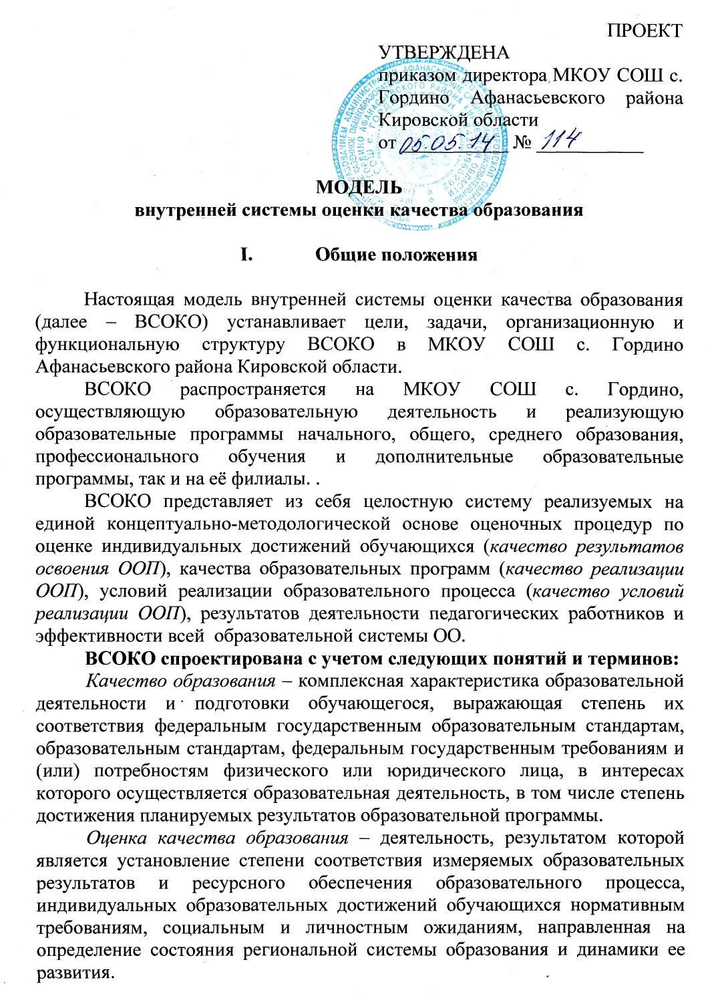 ПРОЕКТ
УТВЕРЖДЕНА
приказом директора МКОУ СОШ с.
Гордино Афанасьевского района
Кировской области
от 05.05.14 № 114
МОДЕЛЬ
внутренней системы оценки качества образования
I. Общие положения
Настоящая модель внутренней системы оценки качества образования
(далее – ВСОКО) устанавливает цели, задачи, организационную и
функциональную структуру ВСОКО в МКОУ СОШ с. Гордино
Афанасьевского района Кировской области.
ВСОКО распространяется на МКОУ СОШ с. Гордино,
осуществляющую образовательную деятельность и реализующую
образовательные программы начального, общего, среднего образования,
профессионального обучения и дополнительные образовательные
программы, так и на её филиалы. .
ВСОКО представляет из себя целостную систему реализуемых на
единой концептуально-методологической основе оценочных процедур по
оценке индивидуальных достижений обучающихся (качество результатов
освоения ООП), качества образовательных программ (качество реализации
ООП), условий реализации образовательного процесса (качество условий
реализации ООП), результатов деятельности педагогических работников и
эффективности всей образовательной системы ОО.
ВСОКО спроектирована с учетом следующих понятий и терминов:
Качество образования – комплексная характеристика образовательной
деятельности и подготовки обучающегося, выражающая степень их
соответствия федеральным государственным образовательным стандартам,
образовательным стандартам, федеральным государственным требованиям и
(или) потребностям физического или юридического лица, в интересах
которого осуществляется образовательная деятельность, в том числе степень
достижения планируемых результатов образовательной программы.
Оценка качества образования – деятельность, результатом которой
является установление степени соответствия измеряемых образовательных
результатов и ресурсного обеспечения образовательного процесса,
индивидуальных образовательных достижений обучающихся нормативным
требованиям, социальным и личностным ожиданиям, направленная на
определение состояния региональной системы образования и динамики ее
развития.